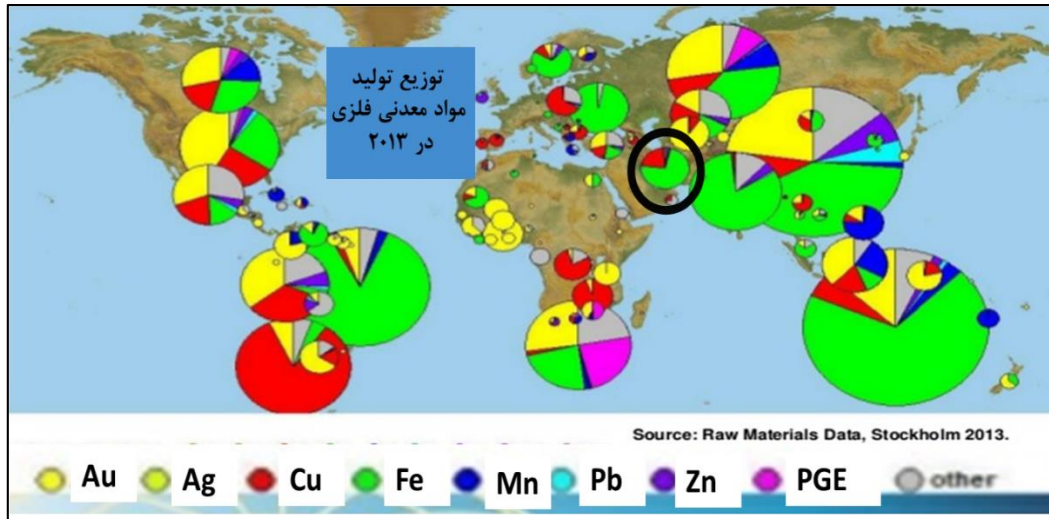 توزیع تولید
مواد معدنی فلزی
در ۲۰۱۳
Source: Raw Materials Data, Stockholm 2013.
Au Ag Cu Fe Mn Pb Zn PGE other